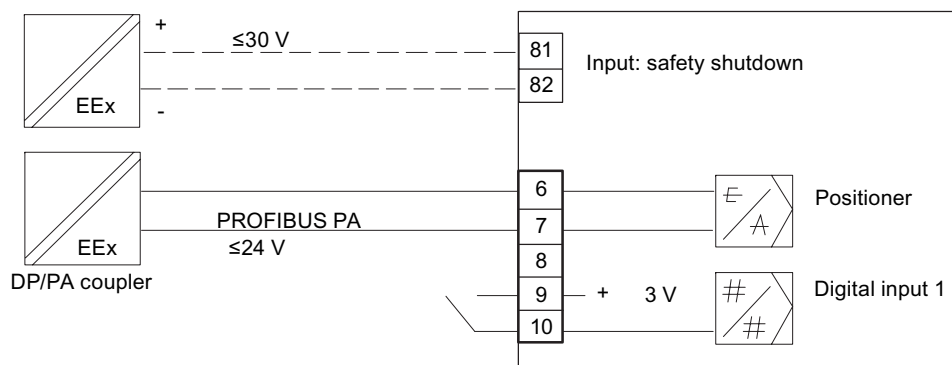 +
≤30 V
81
Input: safety shutdown
82
EEx
-
6
Positioner
PROFIBUS PA
7
EEx
≤24 V
8
DP/PA coupler
9
+
3 V
Digital input 1
10
E
A
#
#